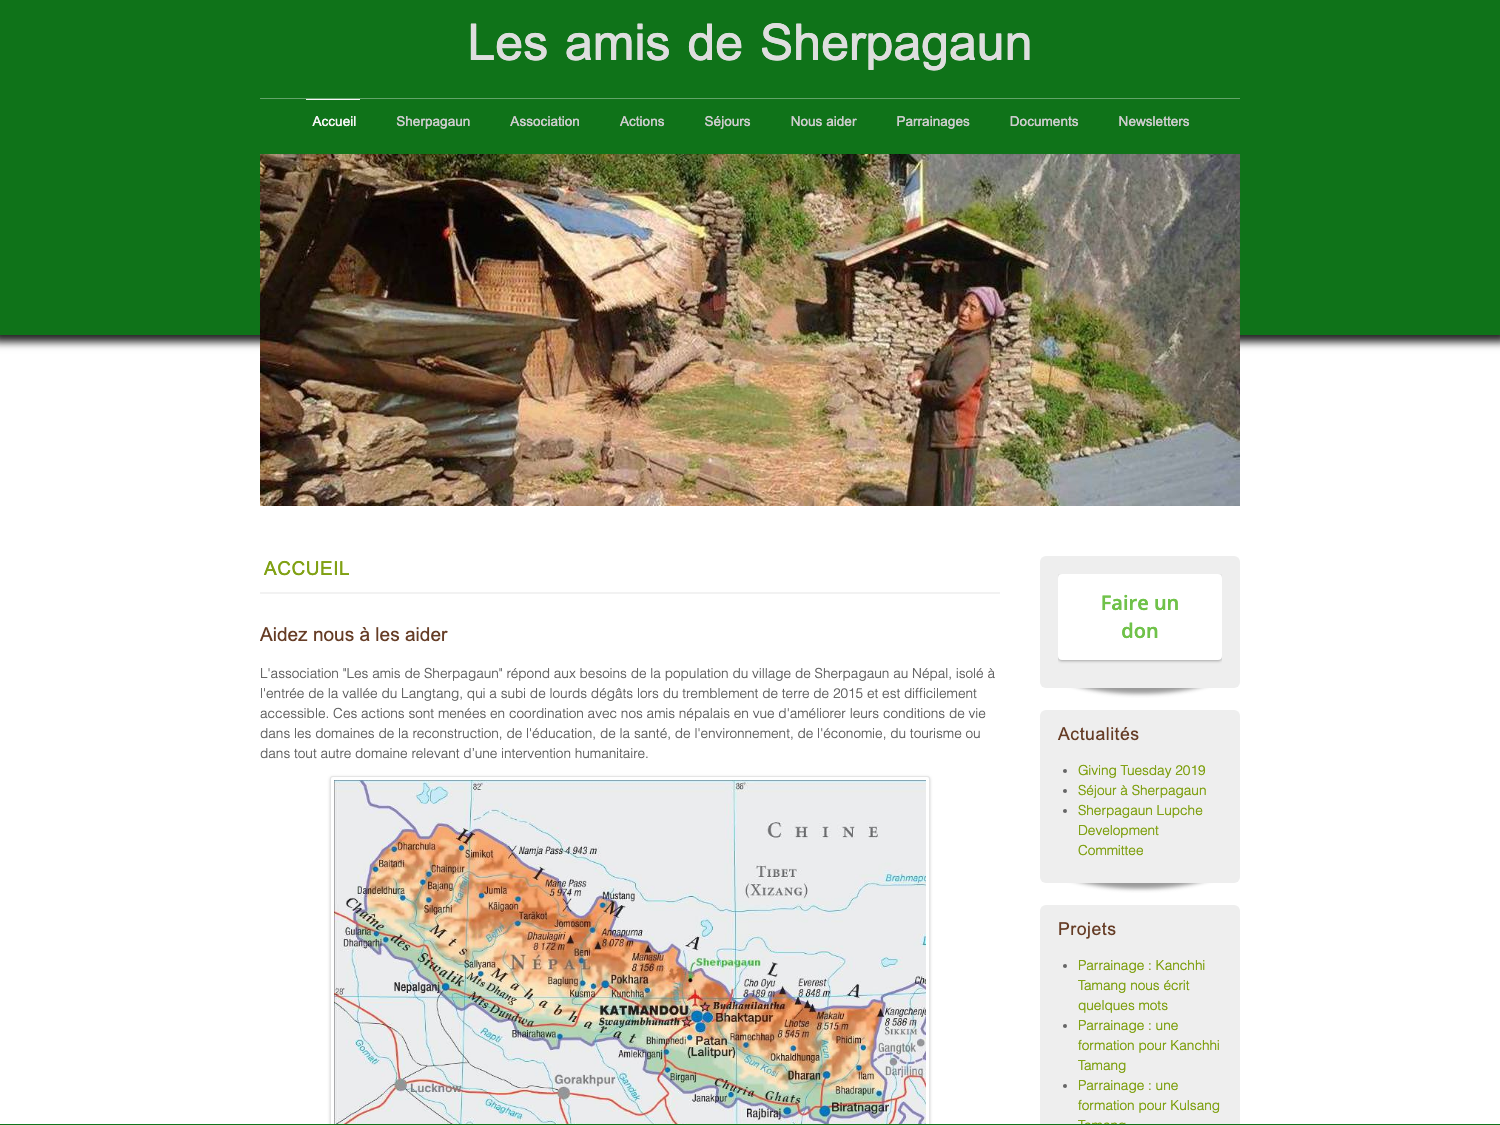 Les amis de Sherpagaun
Accueil Sherpagaun Association Actions Séjours Nous aider Parrainages Documents Newsletters
ACCUEIL
Aidez nous à les aider
L'association "Les amis de Sherpagaun" répond aux besoins de la population du village de Sherpagaun au Népal, isolé à
l'entrée de la vallée du Langtang, qui a subi de lourds dégâts lors du tremblement de terre de 2015 et est difficilement
accessible. Ces actions sont menées en coordination avec nos amis népalais en vue d'améliorer leurs conditions de vie
dans les domaines de la reconstruction, de l'éducation, de la santé, de l'environnement, de l'économie, du tourisme ou
dans tout autre domaine relevant d'une intervention humanitaire.
82°
86°
CHINE
TIBET
(XIZANG)
HIMALA
Dharchula
Simikot
Namja Pass 4.943 m
Baitadi
Chainpur
Bajang
Dandeldhura
Silgarhi
Jumla
Kãlgaon
Mane Pass
5 974 m
Mustang
Brahmapu
Tarãkot
Jomosom
Chaîne des Siwalik
Gularia
Dhangarhi
Dhaulagiri
8 172 m
Annapurna
8 078 m
Beni
Manaslu
8 156 m
Mts Mahabharat
NÉPAL
Sallyana
Mts Dang
Mts Dundwa
Nepalganj
Baglung
Pokhara
Kusma
Kunchha
Sherpagaun
Cho Oyu
8 189 m
Everest
8 848 m
28°
KATMANDOU
Budhanilantha
Swayambhunath
Bhaktapur
Lhotse
8 545 m
Makalu
8 515 m
Kangchenj
8 586 m
SIKKIM
Bhairahawa
Bhimphedi
Patan
(Lalitpur)
Ramechhap
Phidim
Gangtok
Rapti
Amlekhganj
Sun Kosi
Okhaldhunga
Darjiling
Gomati
Birganj
Dharan
Ilam
Lucknow
Gorakhpur
Gandak
Churia Ghats
Bhadrapur
Ghaghara
Janakpur
Rajbiraj
Biratnagar
Faire un
don
Actualités
Giving Tuesday 2019
Séjour à Sherpagaun
Sherpagaun Lupche
Development
Committee
Projets
Parrainage : Kanchhi
Tamang nous écrit
quelques mots
Parrainage : une
formation pour Kanchhi
Tamang
Parrainage : une
formation pour Kulsang
Tamang